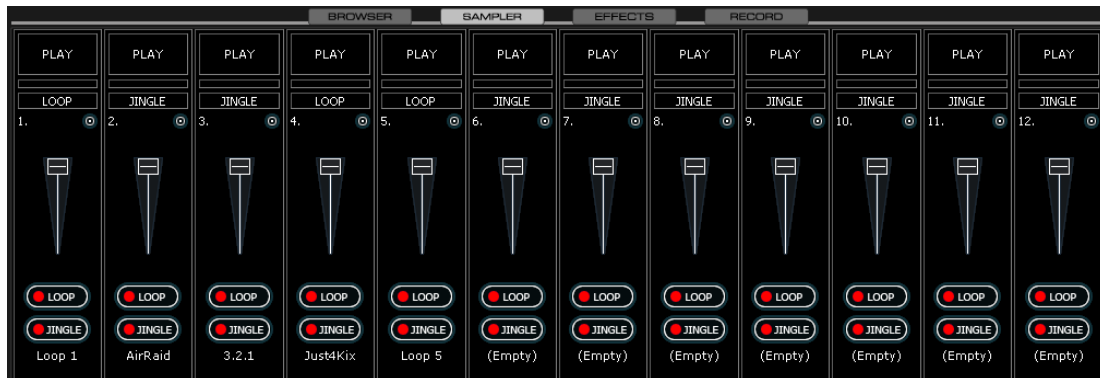 BROWSER SAMPLER EFFECTS RECORD
PLAY PLAY PLAY PLAY PLAY PLAY PLAY PLAY PLAY PLAY PLAY PLAY
LOOP JINGLE JINGLE LOOP LOOP JINGLE JINGLE JINGLE JINGLE JINGLE JINGLE JINGLE
1. 2. 3. 4. 5. 6. 7. 8. 9. 10. 11. 12.
LOOP LOOP LOOP LOOP LOOP LOOP LOOP LOOP LOOP LOOP LOOP LOOP
JINGLE JINGLE JINGLE JINGLE JINGLE JINGLE JINGLE JINGLE JINGLE JINGLE JINGLE JINGLE
Loop 1 AirRaid 3.2.1 Just4Kix Loop 5 (Empty) (Empty) (Empty) (Empty) (Empty) (Empty) (Empty)